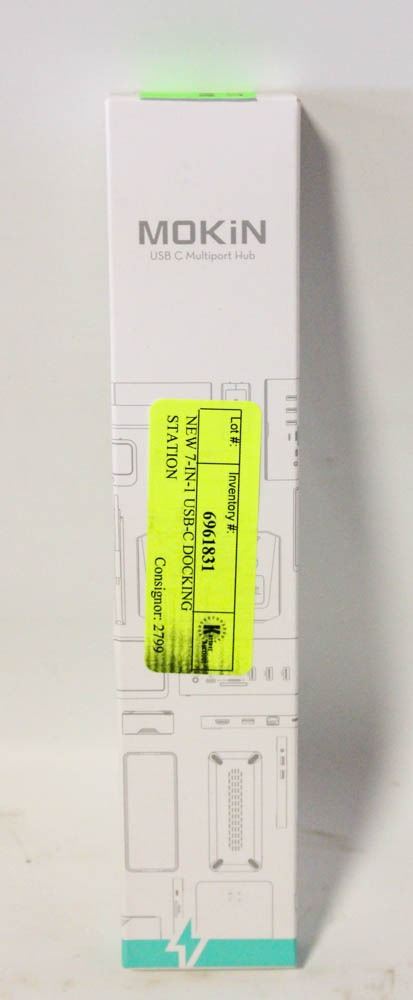 MOKiN
USB C Multiport Hub
Lot #:
Inventory #:
6961831
NEW 7-IN-1 USB-C DOCKING
STATION
Consignor: 2799